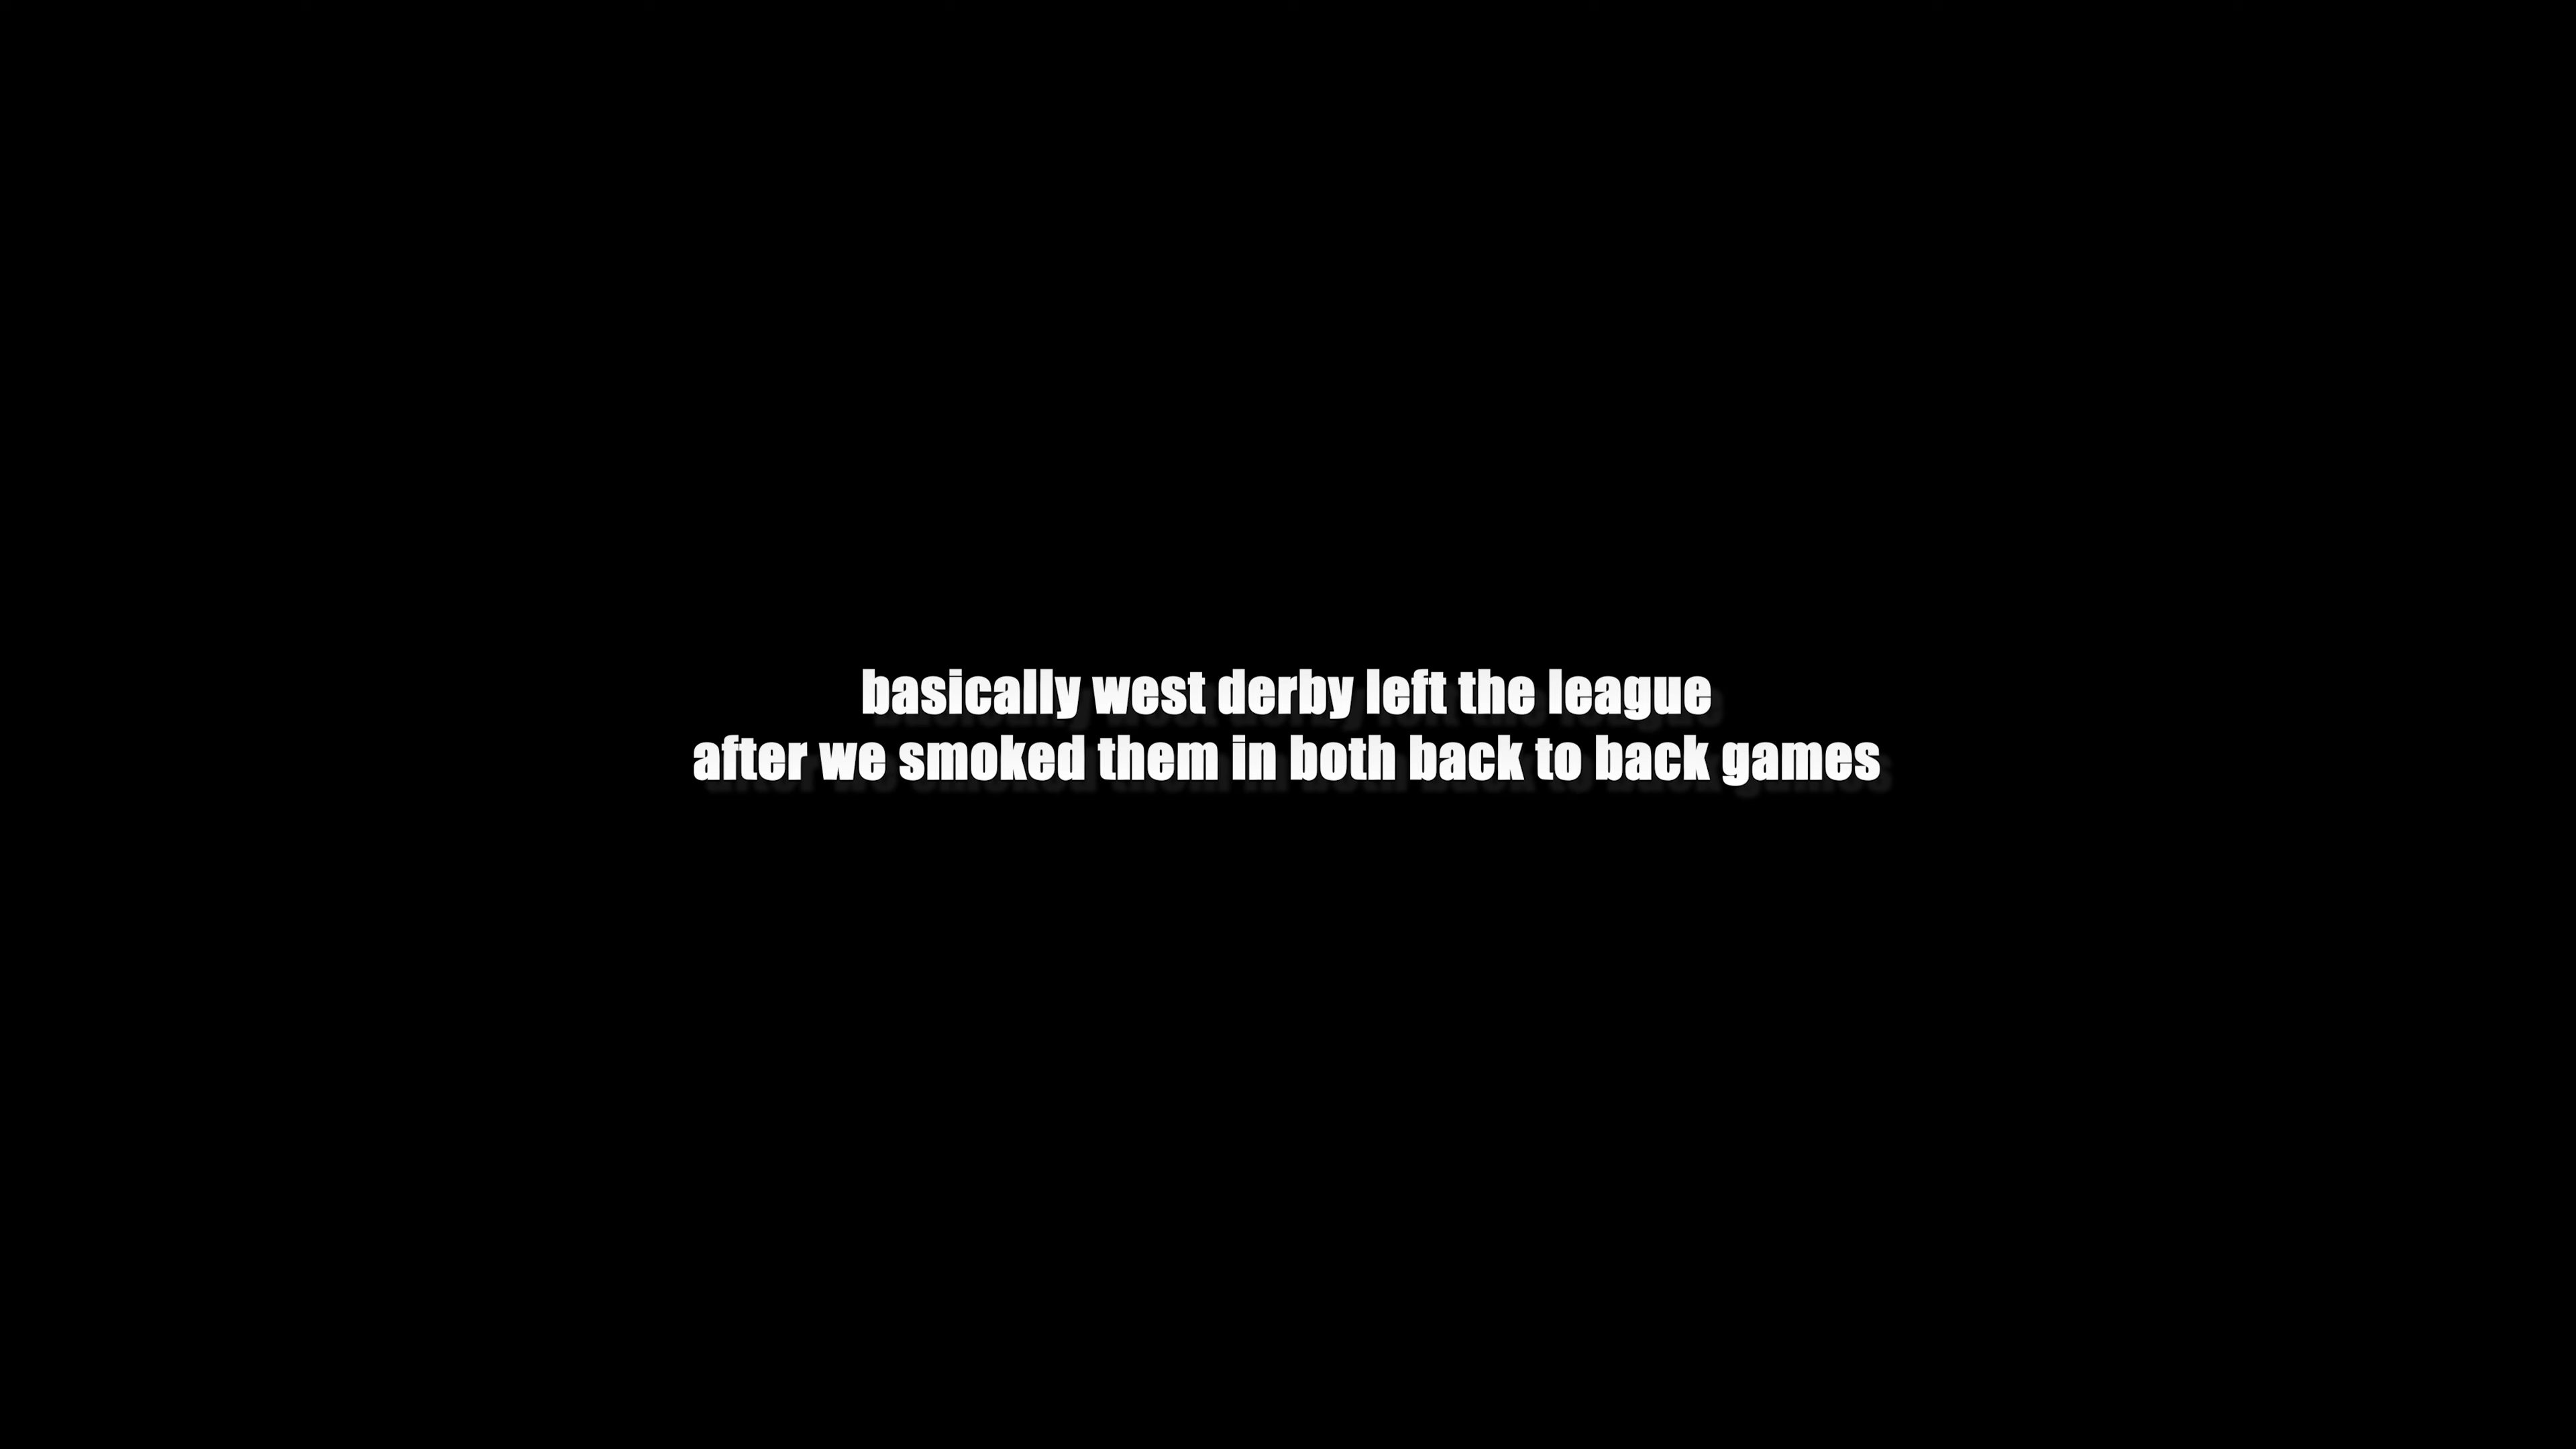 basically west derby left the league
after we smoked them in both back to back games